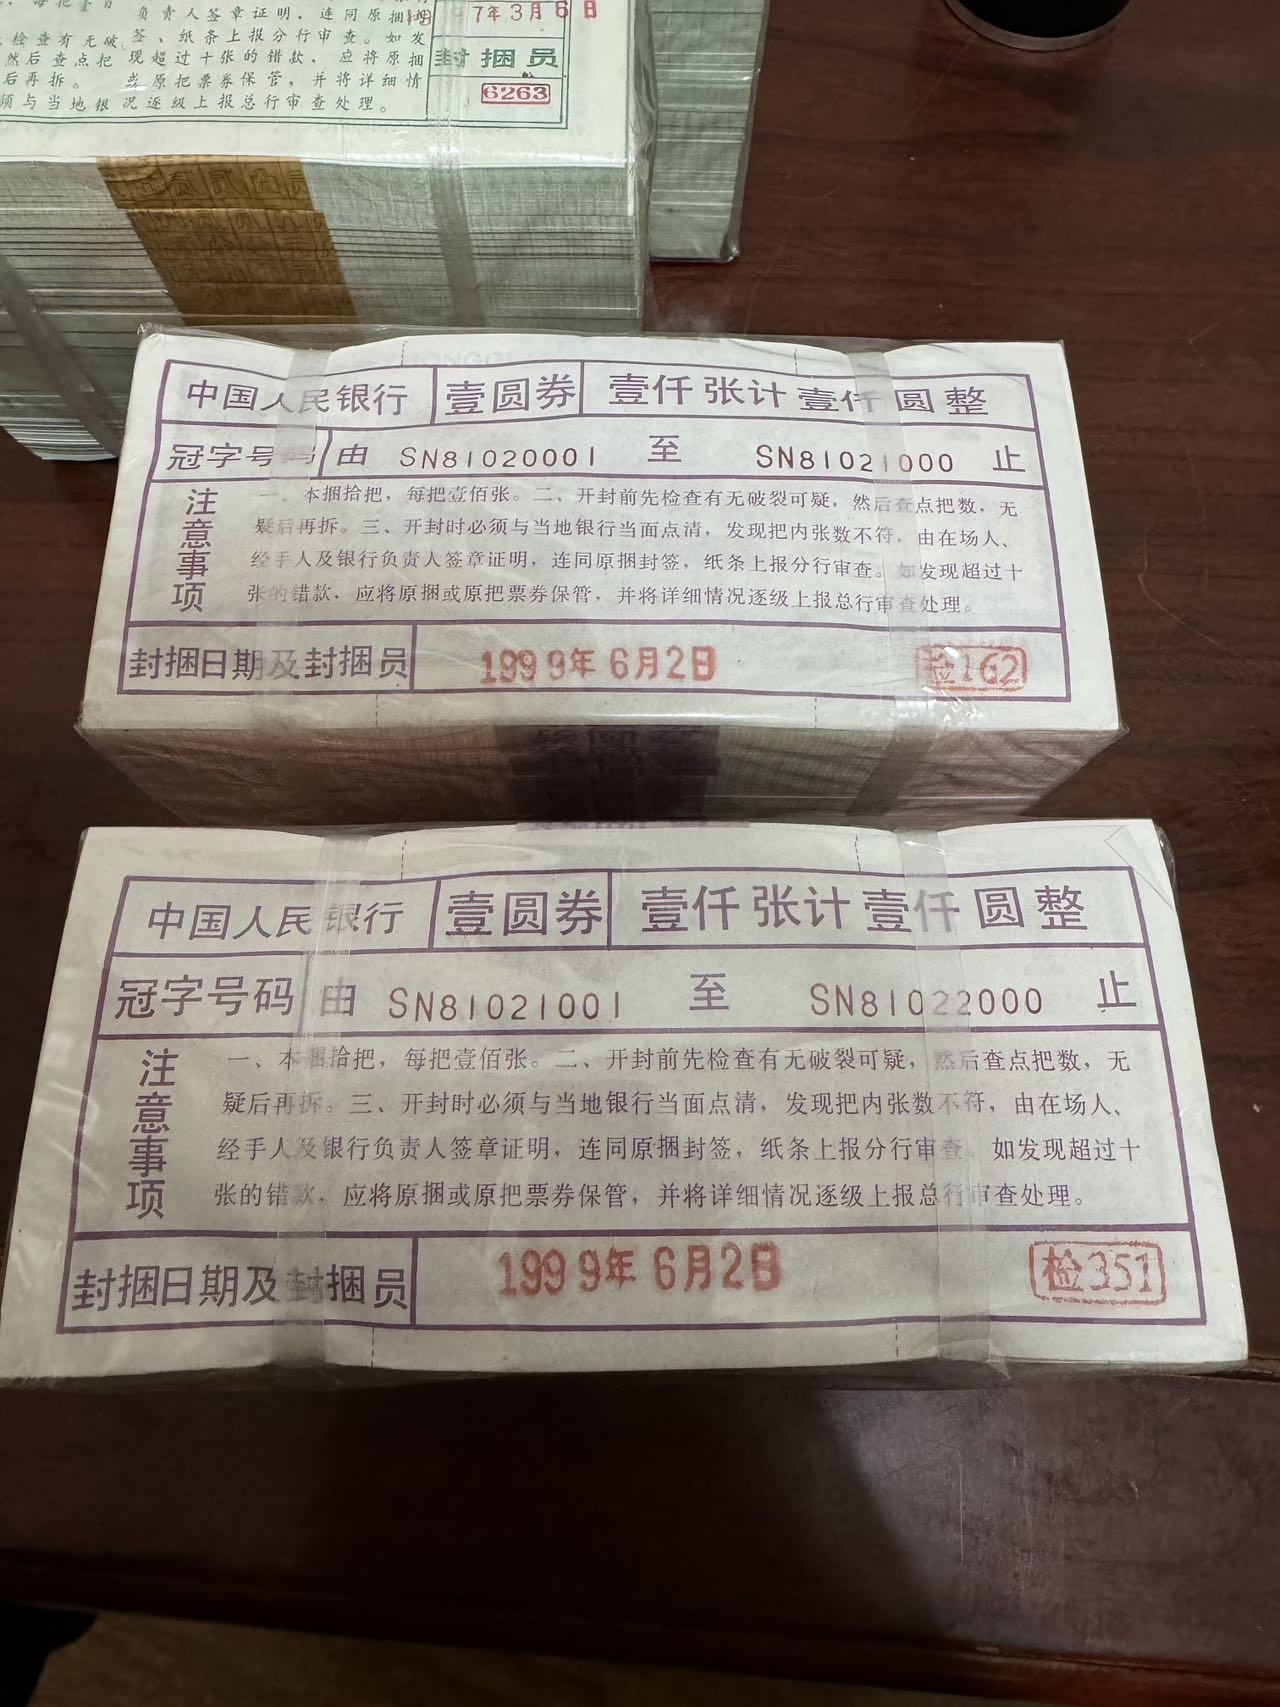 负责人签章证明，连同原捆封
检查有无破
签、纸条上报分行审查。如发
然后查点把
现超过十张的错款，应将原捆
后再拆。
或原把票券保管，并将详细情
须与当地银
况逐级上报总行审查处理。
7年3月6日
封捆员
6263
中国人民银行 壹圆券 壹仟张计壹仟圆整
冠字号码 由 SN81020001 至 SN81021000 止
注意事项
一、本捆拾把，每把壹佰张。二、开封前先检查有无破裂可疑，然后查点把数，无
疑后再拆。三、开封时必须与当地银行当面点清，发现把内张数不符，由在场人、
经手人及银行负责人签章证明，连同原捆封签，纸条上报分行审查。如发现超过十
张的错款，应将原捆或原把票券保管，并将详细情况逐级上报总行审查处理。
封捆日期及封捆员 1999年6月2日 检162
中国人民银行 壹圆券 壹仟张计壹仟圆整
冠字号码 由 SN81021001 至 SN81022000 止
注意事项
一、本捆拾把，每把壹佰张。二、开封前先检查有无破裂可疑，然后查点把数，无
疑后再拆。三、开封时必须与当地银行当面点清，发现把内张数不符，由在场人、
经手人及银行负责人签章证明，连同原捆封签，纸条上报分行审查。如发现超过十
张的错款，应将原捆或原把票券保管，并将详细情况逐级上报总行审查处理。
封捆日期及封捆员 1999年6月2日 检351